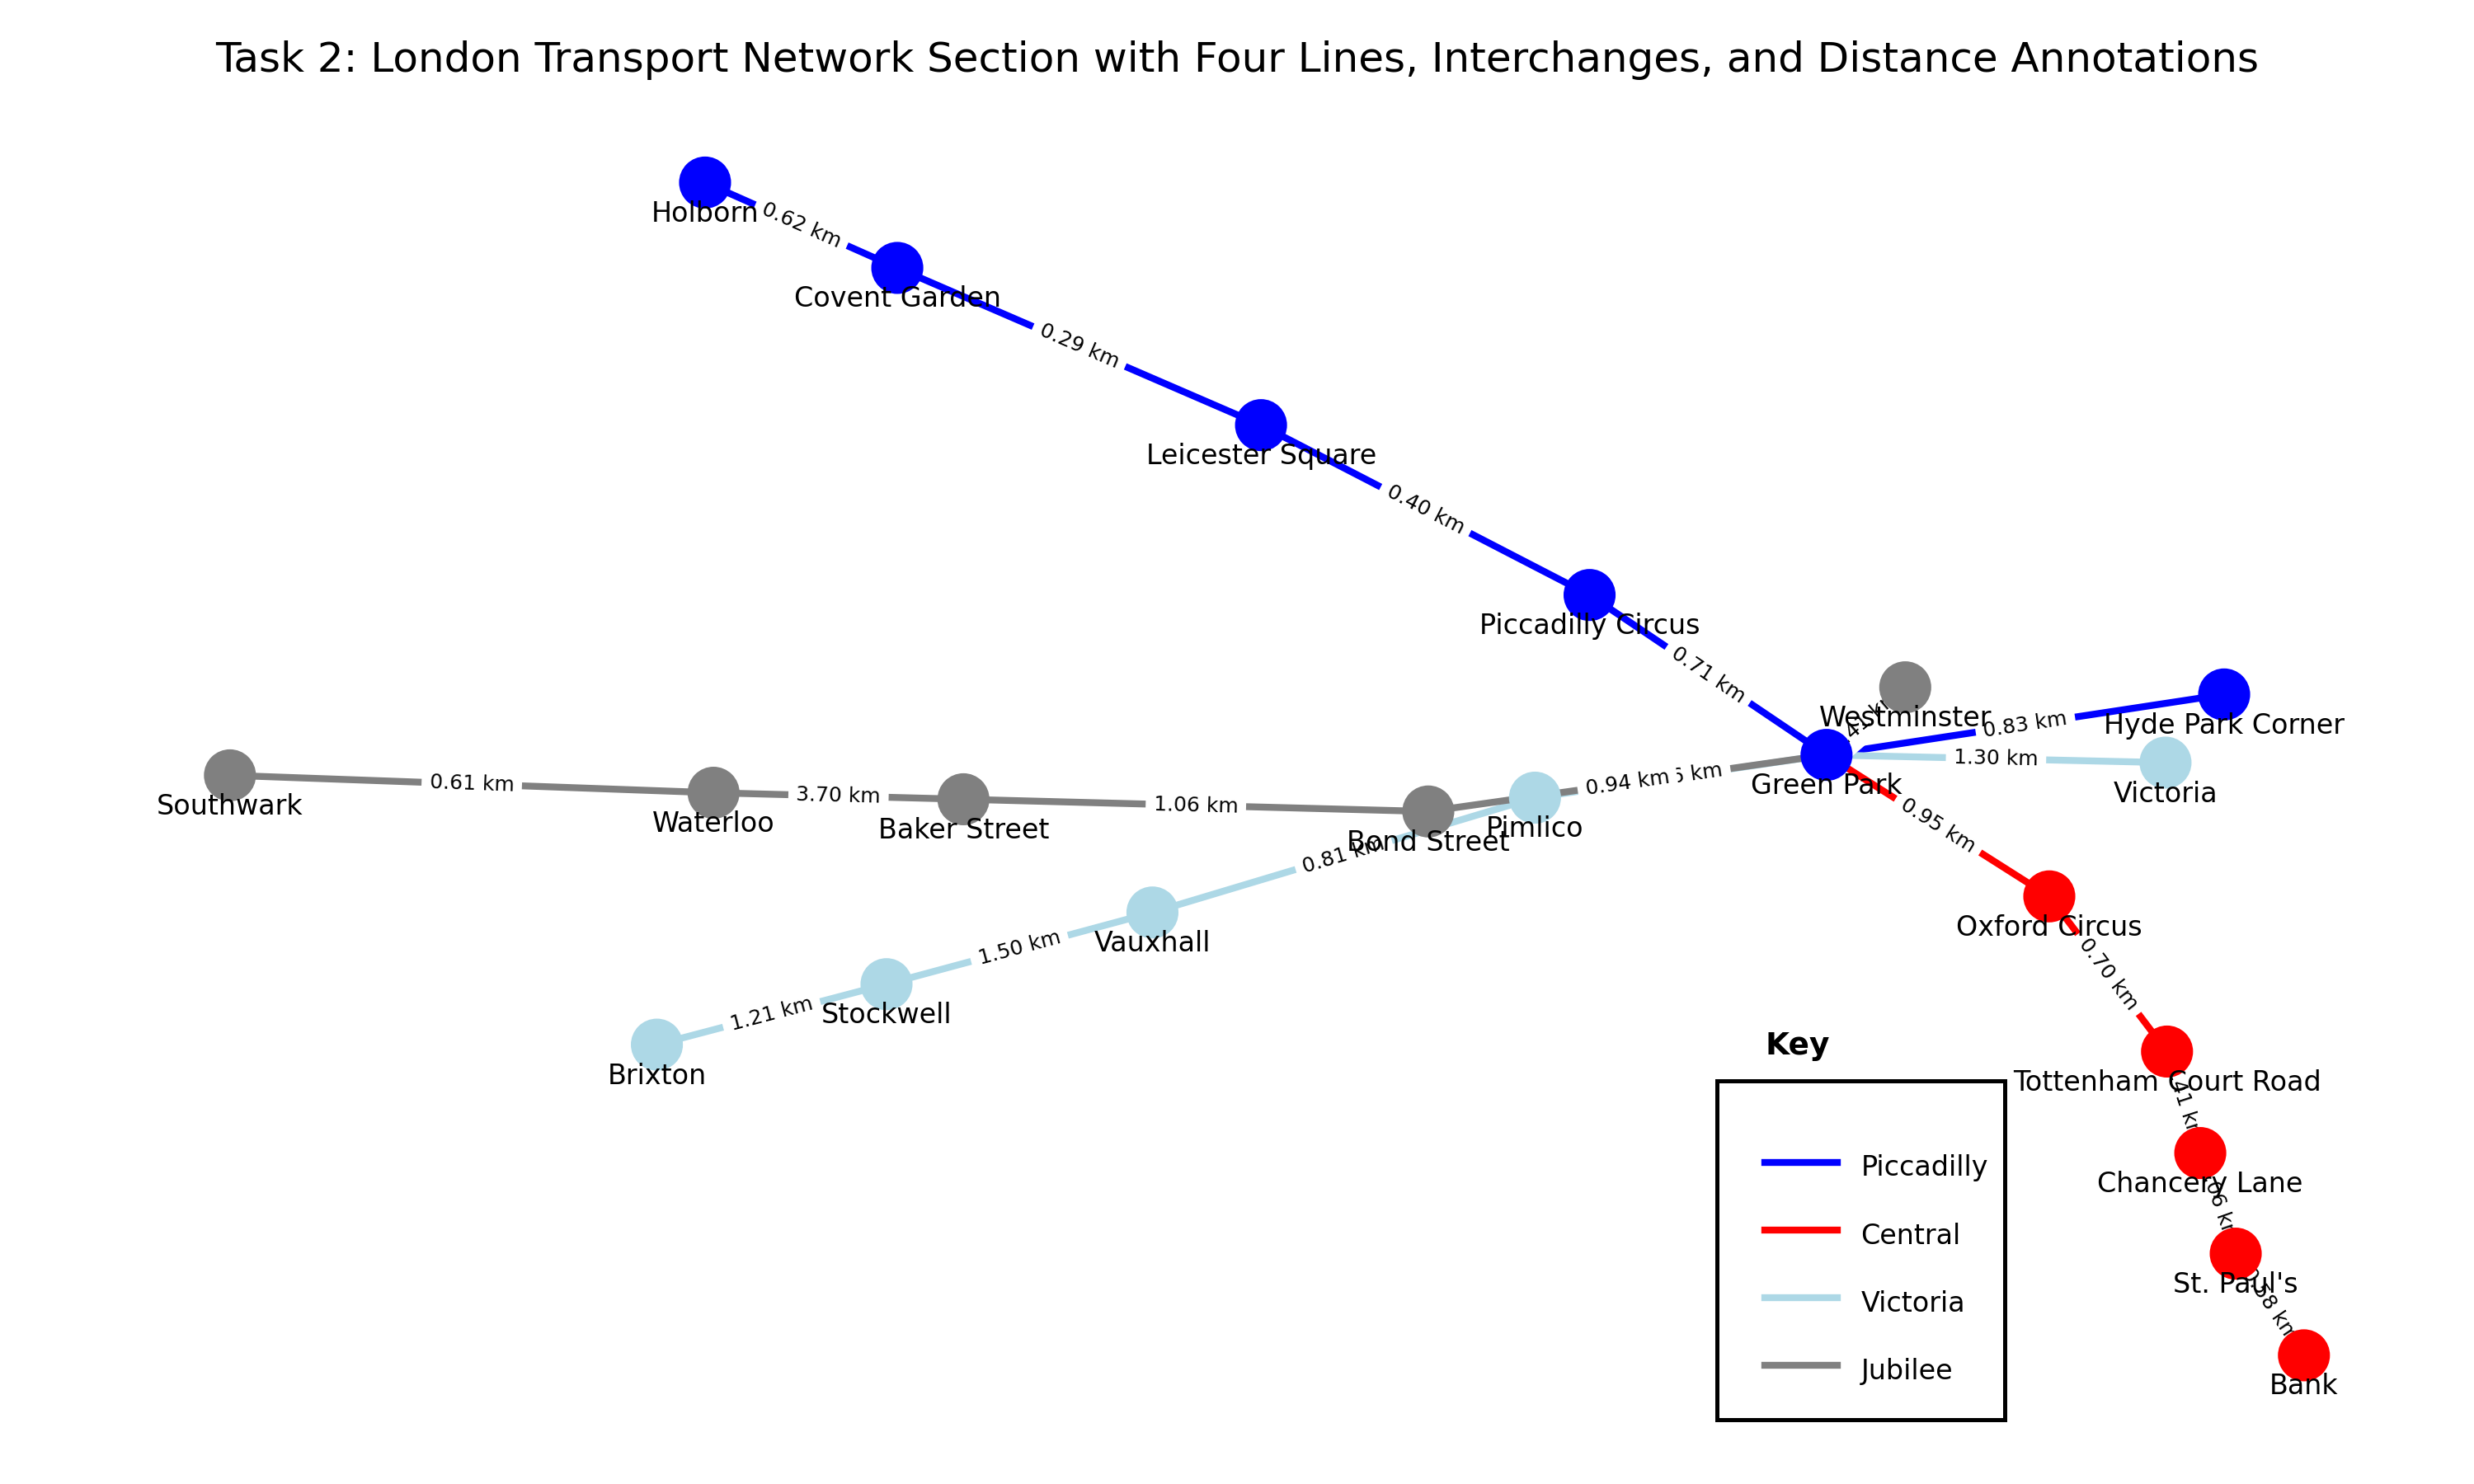 Task 2: London Transport Network Section with Four Lines, Interchanges, and Distance Annotations
Holborn
0.62 km
Covent Garden
0.29 km
Leicester Square
0.40 km
Piccadilly Circus
0.71 km
Westminster
0.83 km
Hyde Park Corner
Green Park
1.30 km
Victoria
0.94 km
km
Southwark
0.61 km
Waterloo
3.70 km
Baker Street
1.06 km
Bond Street
Pimlico
0.81 km
0.95 km
Oxford Circus
Vauxhall
1.50 km
Stockwell
1.21 km
Brixton
0.70 km
Tottenham Court Road
Chancery Lane
St. Paul's
0.58 km
Bank
Key
Piccadilly
Central
Victoria
Jubilee